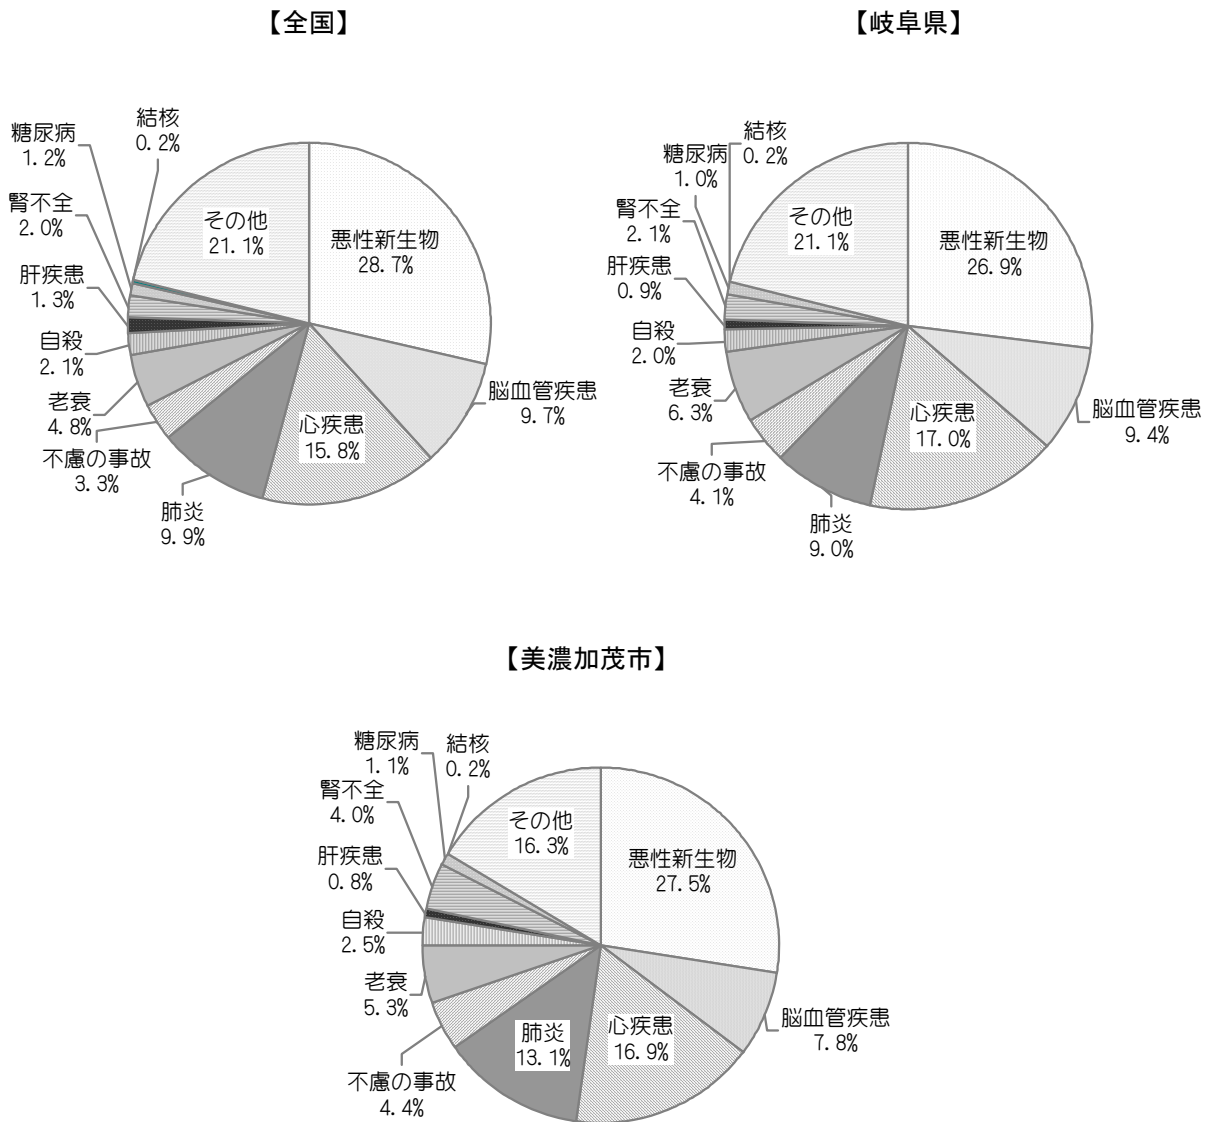 【全国】
悪性新生物
28.7%
脳血管疾患
9.7%
心疾患
15.8%
肺炎
9.9%
不慮の事故
3.3%
老衰
4.8%
自殺
2.1%
肝疾患
1.3%
腎不全
2.0%
糖尿病
1.2%
結核
0.2%
その他
21.1%
【岐阜県】
悪性新生物
26.9%
脳血管疾患
9.4%
心疾患
17.0%
肺炎
9.0%
不慮の事故
4.1%
老衰
6.3%
自殺
2.0%
肝疾患
0.9%
腎不全
2.1%
糖尿病
1.0%
結核
0.2%
その他
21.1%
【美濃加茂市】
悪性新生物
27.5%
脳血管疾患
7.8%
心疾患
16.9%
肺炎
13.1%
不慮の事故
4.4%
老衰
5.3%
自殺
2.5%
肝疾患
0.8%
腎不全
4.0%
糖尿病
1.1%
結核
0.2%
その他
16.3%